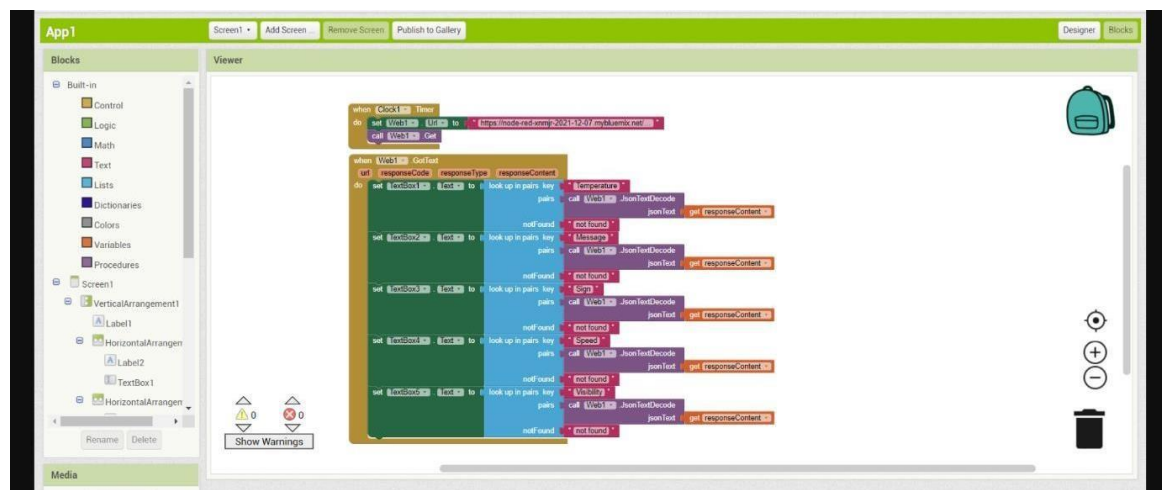 App1 Screen1 Add Screen ... Remove Screen Publish to Gallery Designer Blocks
Blocks
Viewer
Built-in
Control
Logic
Math
Text
Lists
Dictionaries
Colors
Variables
Procedures
Screen1
VerticalArrangement1
Label1
HorizontalArrangem
Label2
TextBox1
HorizontalArrangem
Rename Delete
Media
when Clock1 .Timer
do set Web1 . Url to " https://node-red-xnmjr-2021-12-07.mybluemix.net/ "
call Web1 .Get
when Web1 .GotText
url responseCode responseType responseContent
do set TextBox1 . Text to look up in pairs key " Temperature "
pairs call Web1 .JsonTextDecode
jsonText get responseContent
notFound " not found "
set TextBox2 . Text to look up in pairs key " Message "
pairs call Web1 .JsonTextDecode
jsonText get responseContent
notFound " not found "
set TextBox3 . Text to look up in pairs key " Sign "
pairs call Web1 .JsonTextDecode
jsonText get responseContent
notFound " not found "
set TextBox4 . Text to look up in pairs key " Speed "
pairs call Web1 .JsonTextDecode
jsonText get responseContent
notFound " not found "
set TextBox5 . Text to look up in pairs key " Visibility "
pairs call Web1 .JsonTextDecode
jsonText get responseContent
notFound " not found "
0 0
Show Warnings